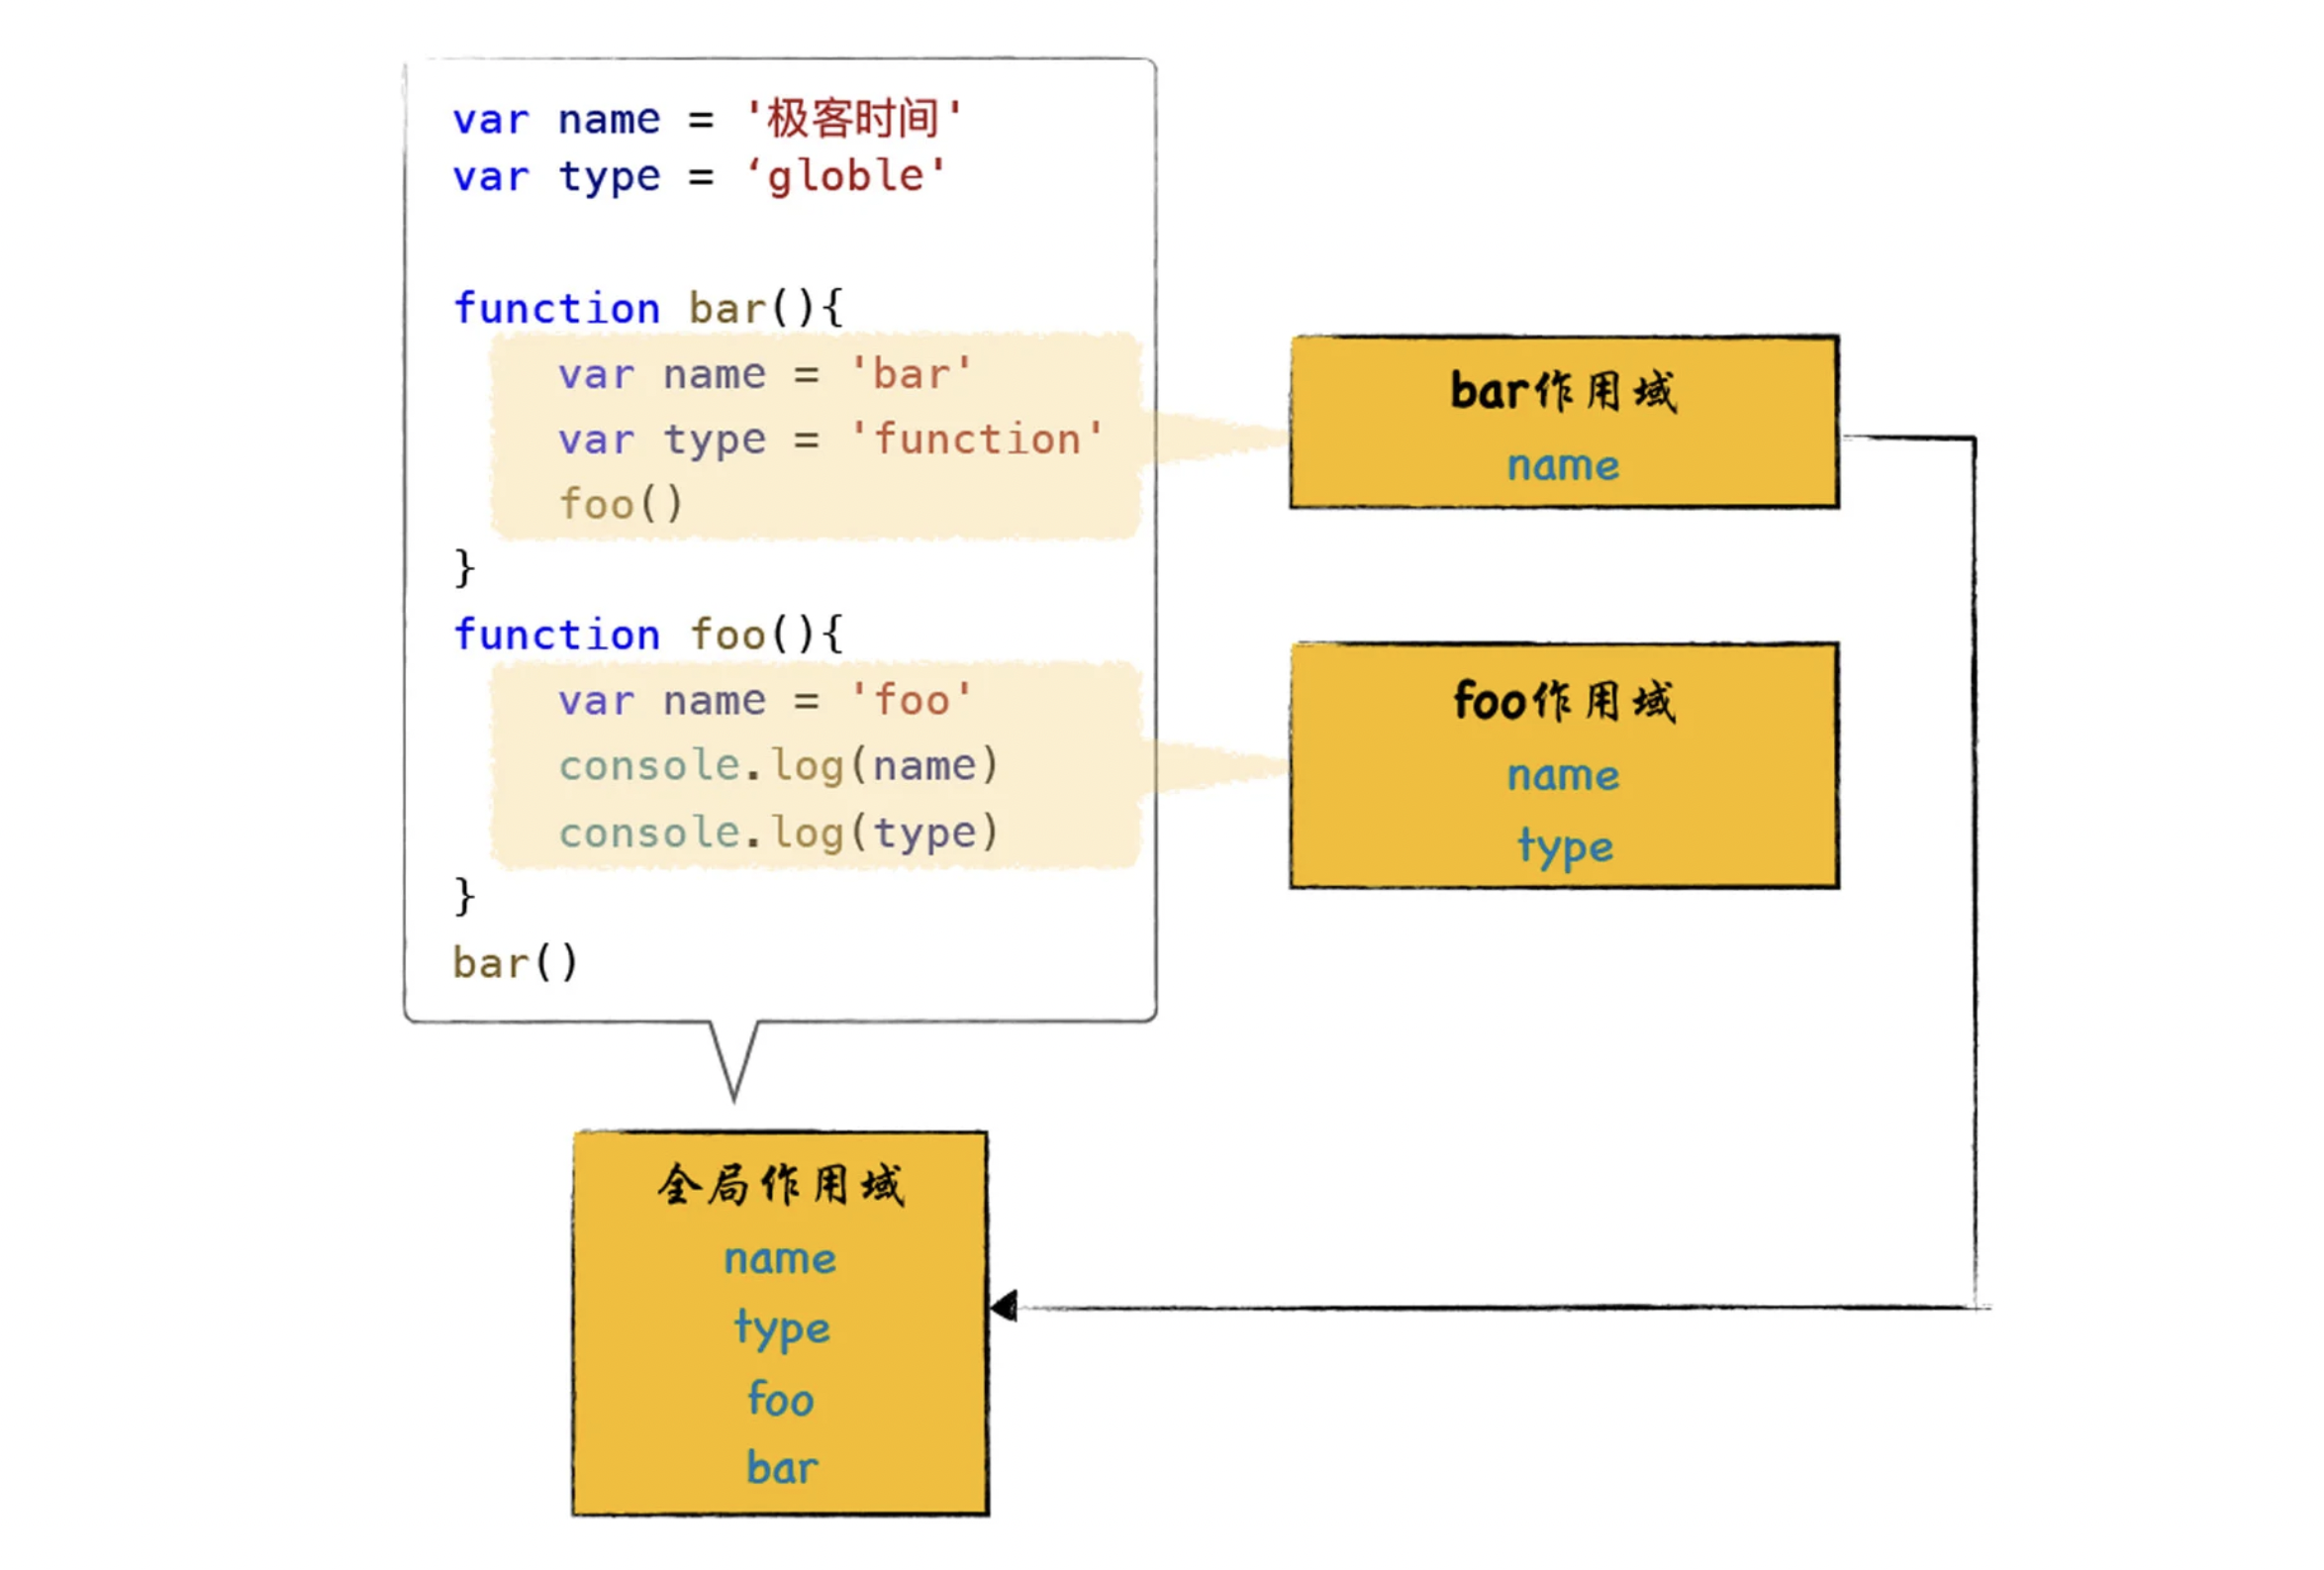 var name = '极客时间'
var type = ‘globle'
function bar(){
var name = 'bar'
var type = 'function'
foo()
}
function foo(){
var name = 'foo'
console.log(name)
console.log(type)
}
bar()
bar作用域
name
foo作用域
name
type
全局作用域
name
type
foo
bar